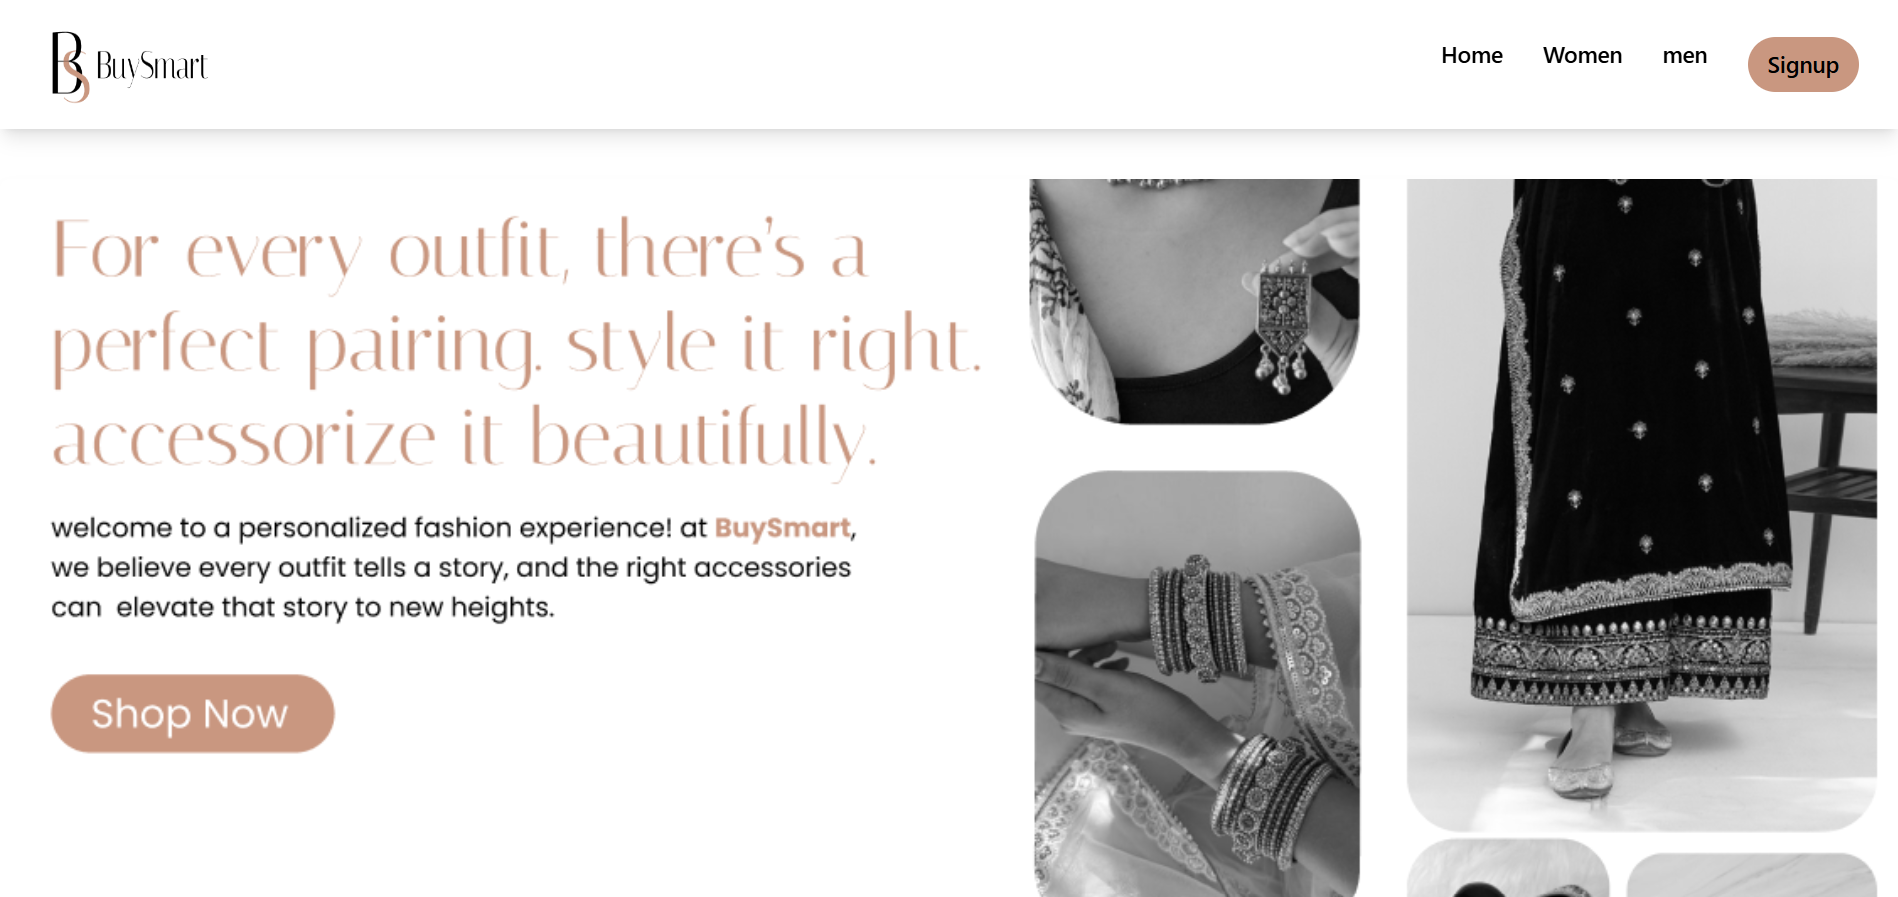 BS BuySmart
Home Women men Signup
For every outfit, there's a
perfect pairing. style it right.
accessorize it beautifully.
welcome to a personalized fashion experience! at BuySmart,
we believe every outfit tells a story, and the right accessories
can elevate that story to new heights.
Shop Now